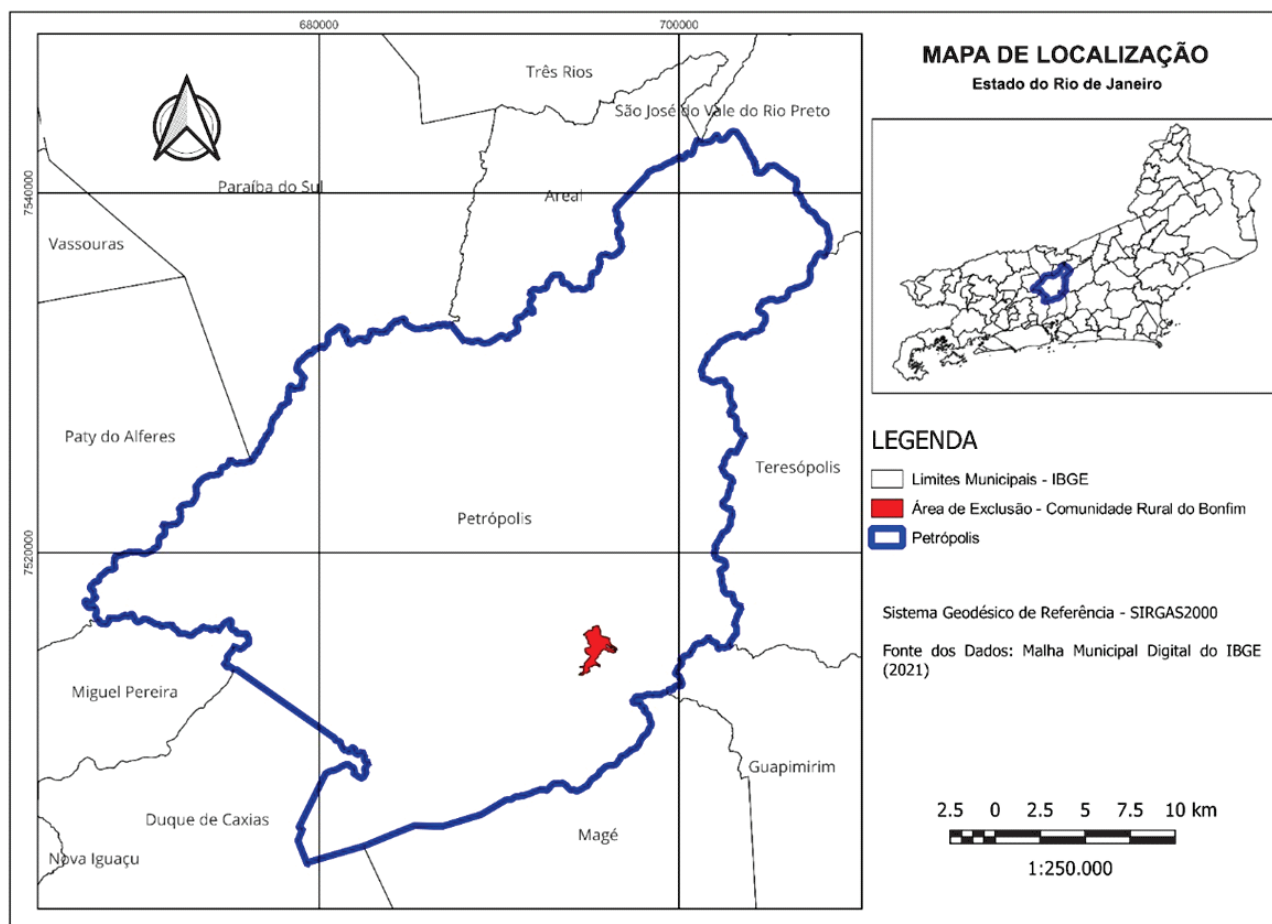 680000
700000
7540000
7520000
Três Rios
São José do Vale do Rio Preto
Paraíba do Sul
Areal
Vassouras
Paty do Alferes
Teresópolis
Petrópolis
Miguel Pereira
Guapimirim
Duque de Caxias
Magé
Nova Iguaçu
MAPA DE LOCALIZAÇÃO
Estado do Rio de Janeiro
LEGENDA
Limites Municipais - IBGE
Área de Exclusão - Comunidade Rural do Bonfim
Petrópolis
Sistema Geodésico de Referência - SIRGAS2000
Fonte dos Dados: Malha Municipal Digital do IBGE
(2021)
2.5 0 2.5 5 7.5 10 km
1:250.000